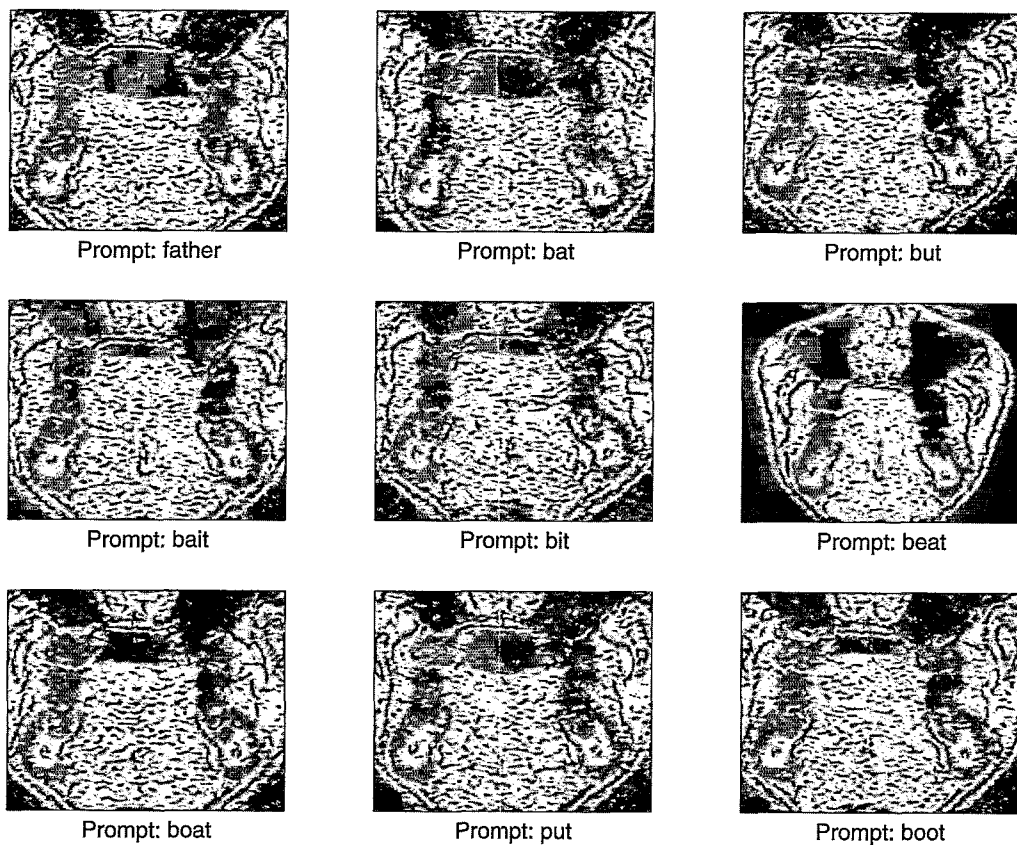 Prompt: father
Prompt: bat
Prompt: but
Prompt: bait
Prompt: bit
Prompt: beat
Prompt: boat
Prompt: put
Prompt: boot